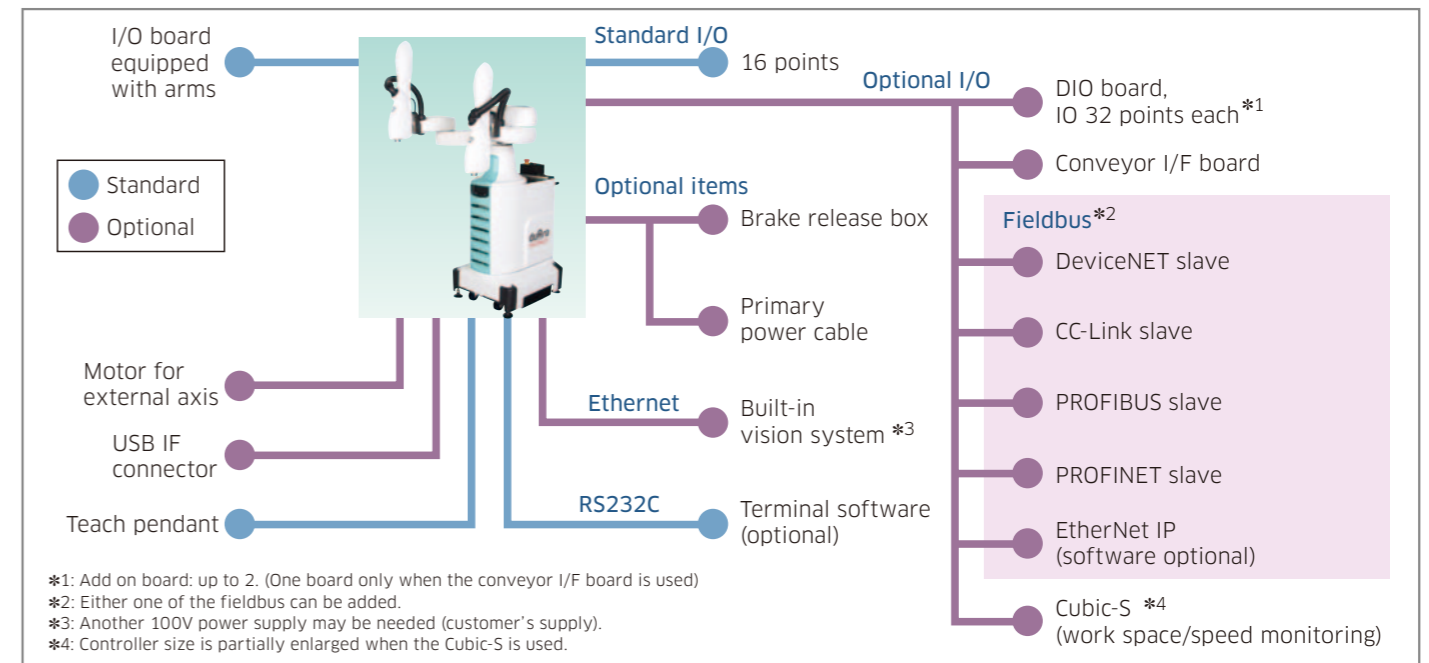 I/O board
equipped
with arms
Standard I/O
16 points
Optional I/O
DIO board,
IO 32 points each*1
Conveyor I/F board
Standard
Optional
Optional items
Brake release box
Primary
power cable
Fieldbus*2
DeviceNET slave
CC-Link slave
PROFIBUS slave
PROFINET slave
EtherNet IP
(software optional)
Cubic-S *4
(work space/speed monitoring)
Motor for
external axis
USB IF
connector
Teach pendant
Ethernet
Built-in
vision system *3
RS232C
Terminal software
(optional)
*1: Add on board: up to 2. (One board only when the conveyor I/F board is used)
*2: Either one of the fieldbus can be added.
*3: Another 100V power supply may be needed (customer's supply).
*4: Controller size is partially enlarged when the Cubic-S is used.